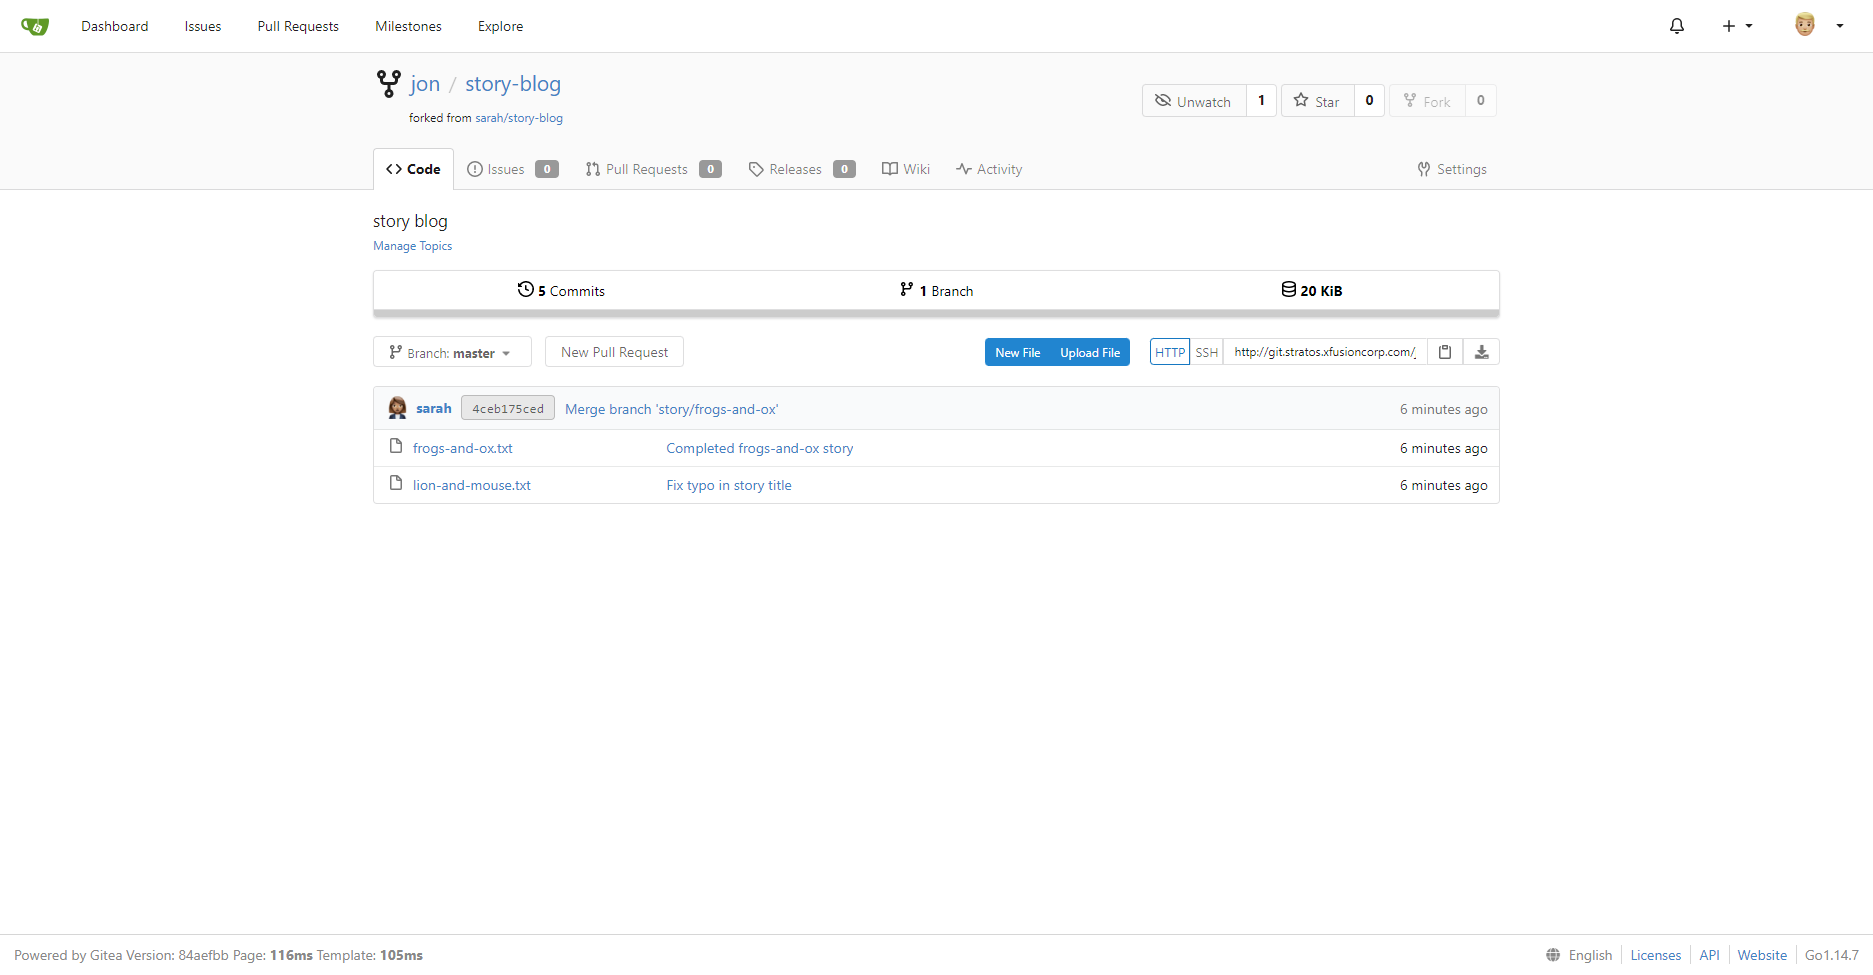 Dashboard Issues Pull Requests Milestones Explore
jon / story-blog
forked from sarah/story-blog
Unwatch 1 Star 0 Fork 0
Code Issues 0 Pull Requests 0 Releases 0 Wiki Activity Settings
story blog
Manage Topics
5 Commits 1 Branch 20 KiB
Branch: master New Pull Request New File Upload File HTTP SSH http://git.stratos.xfusioncorp.com/
sarah 4ceb175ced Merge branch 'story/frogs-and-ox' 6 minutes ago
frogs-and-ox.txt Completed frogs-and-ox story 6 minutes ago
lion-and-mouse.txt Fix typo in story title 6 minutes ago
Powered by Gitea Version: 84aefbb Page: 116ms Template: 105ms English Licenses API Website Go1.14.7